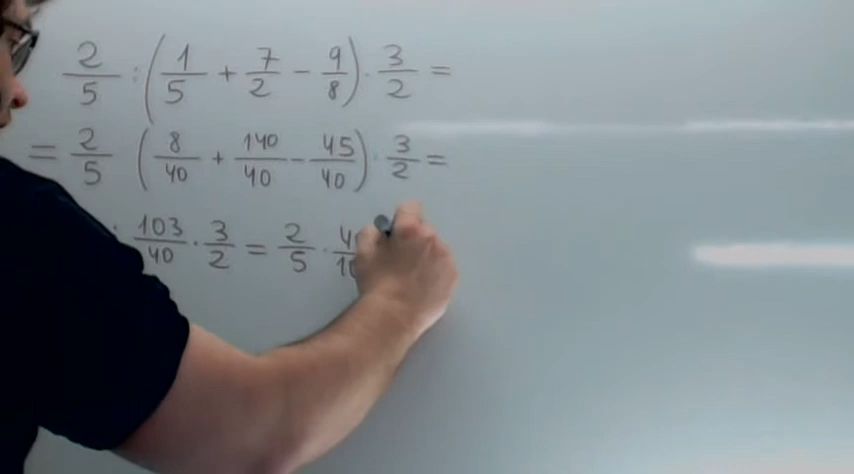 2/5 : (1/5 + 7/2 - 9/8) · 3/2 =
= 2/5 (8/40 + 140/40 - 45/40) · 3/2 =
· 103/40 · 3/2 = 2/5 ·